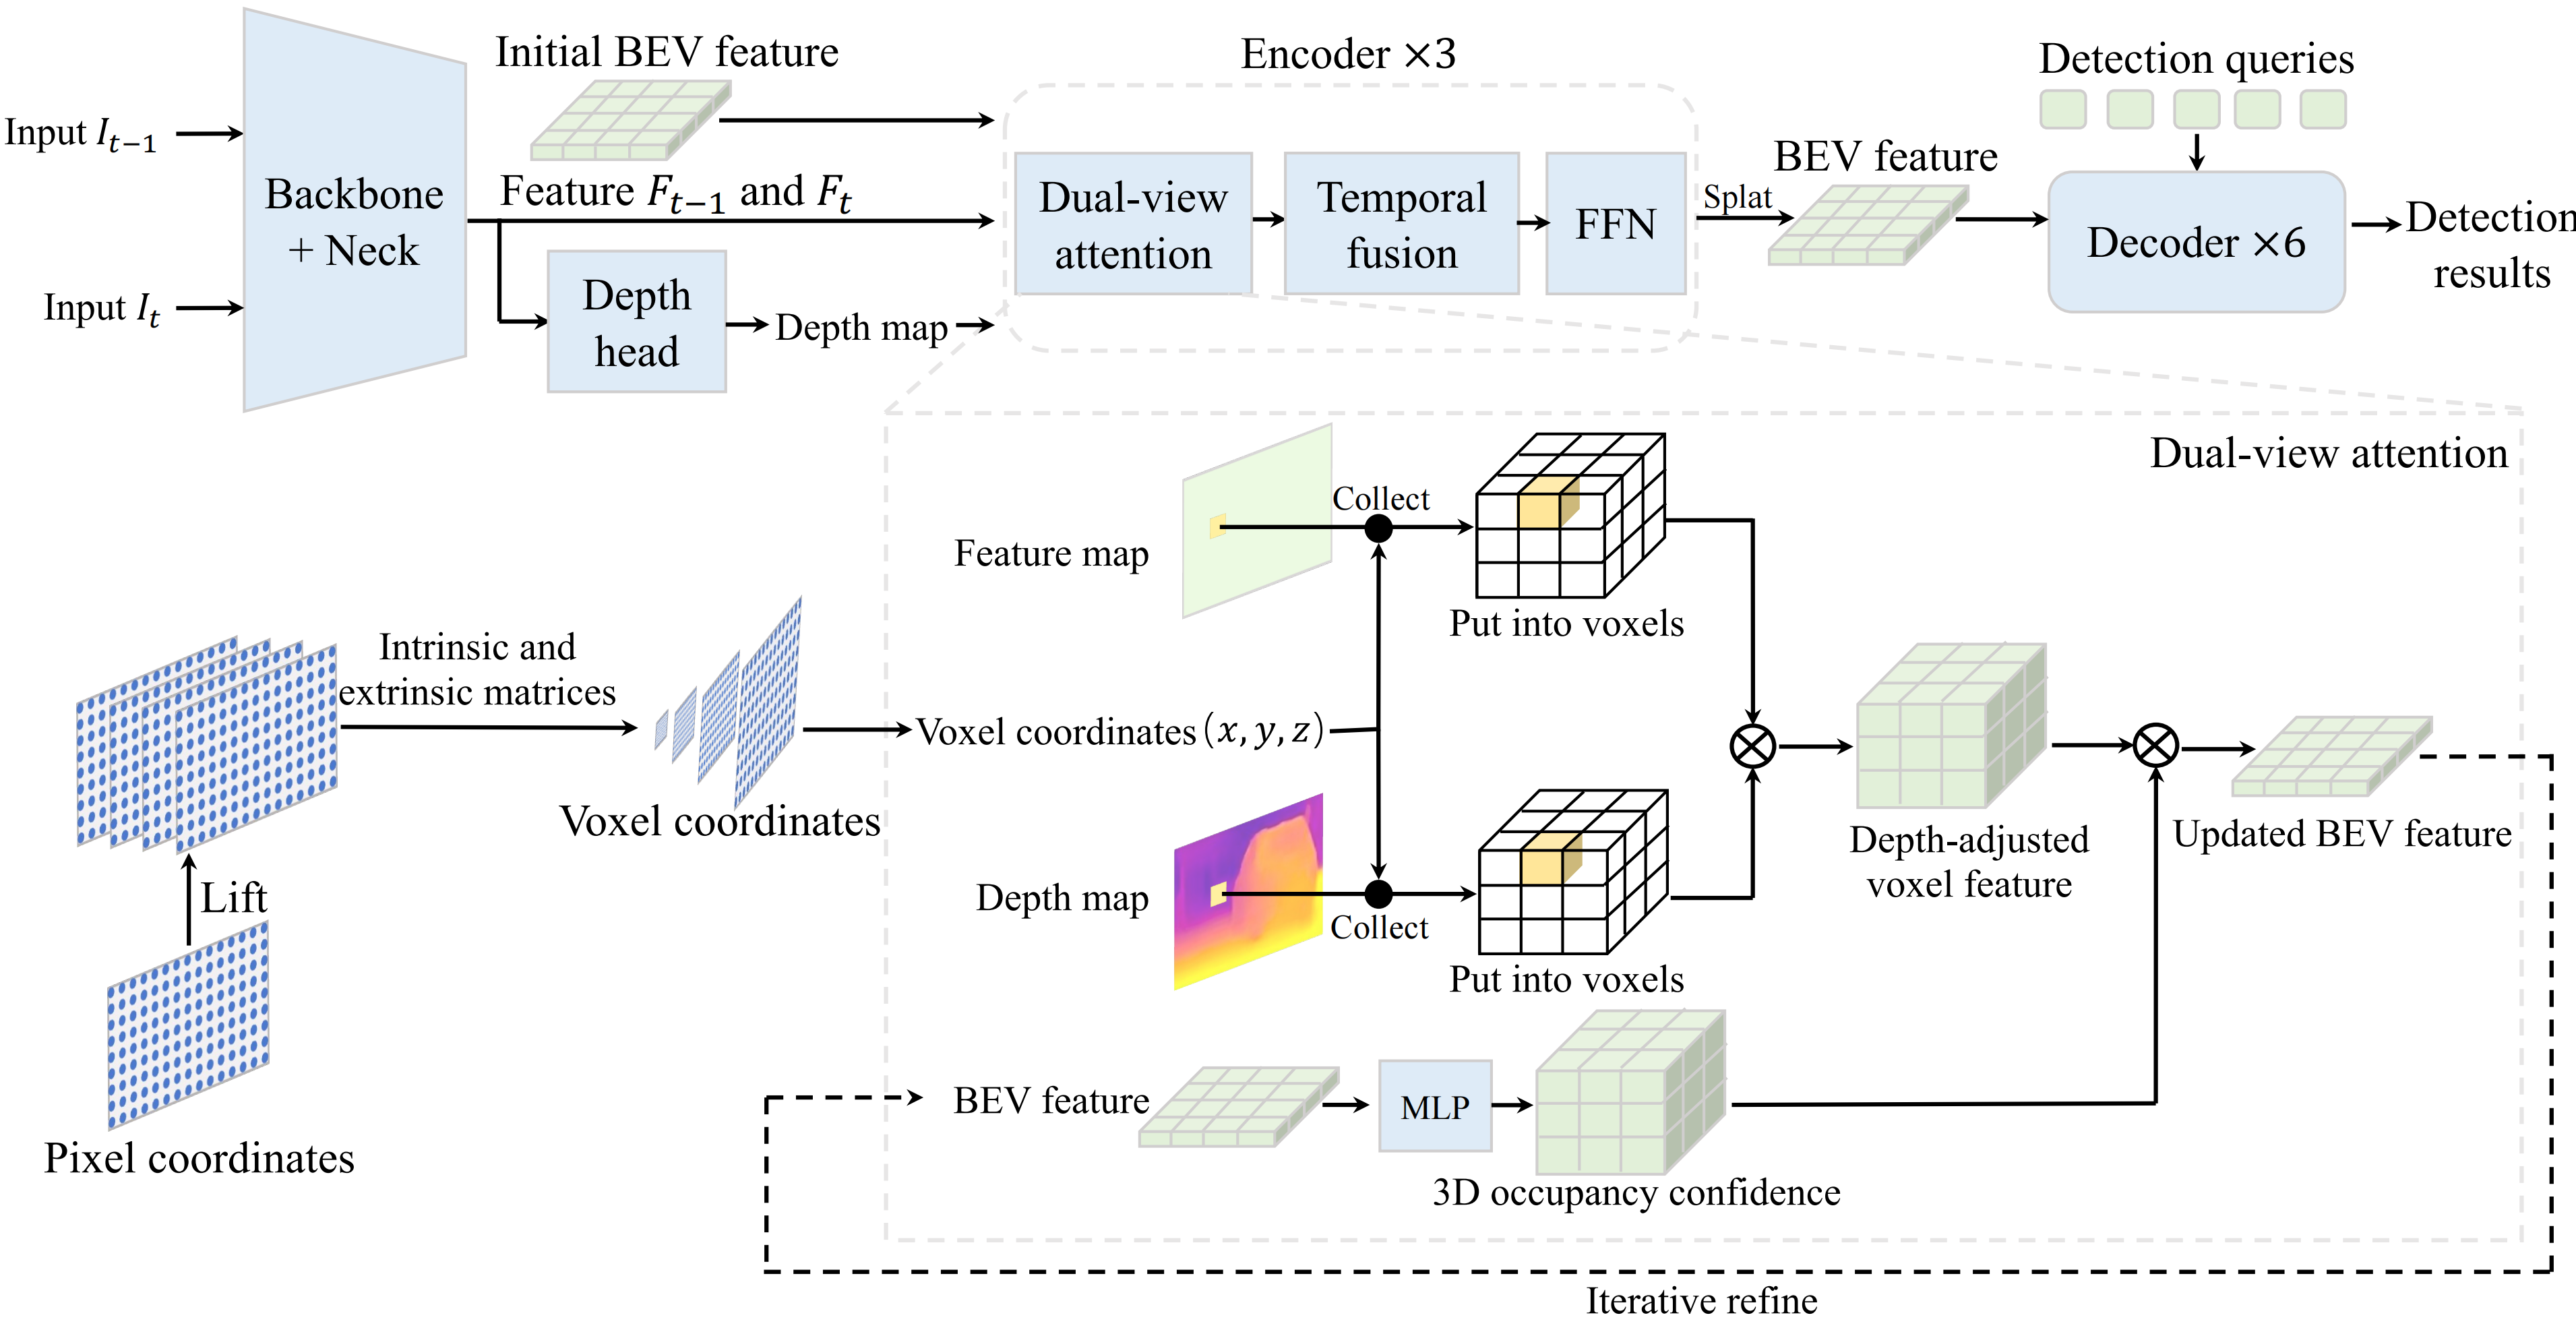 Initial BEV feature
Encoder ×3
Detection queries
Input I_{t−1}
Backbone
+ Neck
Feature F_{t−1} and F_t
Dual-view
attention
Temporal
fusion
FFN
Splat
BEV feature
Decoder ×6
Detection
results
Input I_t
Depth
head
Depth map
Dual-view attention
Collect
Feature map
Put into voxels
Intrinsic and
extrinsic matrices
Voxel coordinates (x, y, z)
Voxel coordinates
Depth-adjusted
voxel feature
Updated BEV feature
Lift
Depth map
Collect
Put into voxels
BEV feature
MLP
Pixel coordinates
3D occupancy confidence
Iterative refine